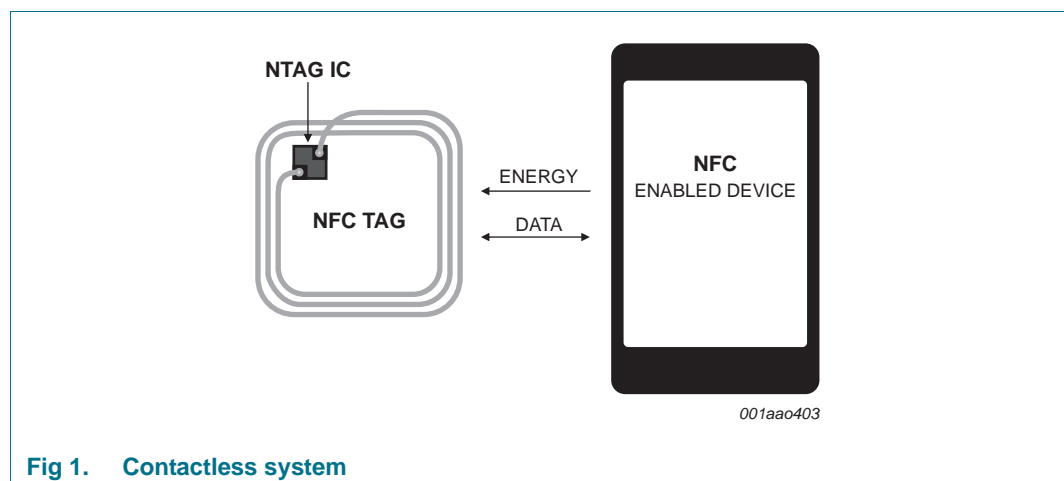 NTAG IC
NFC TAG
ENERGY
DATA
NFC
ENABLED DEVICE
001aao403
Fig 1. Contactless system